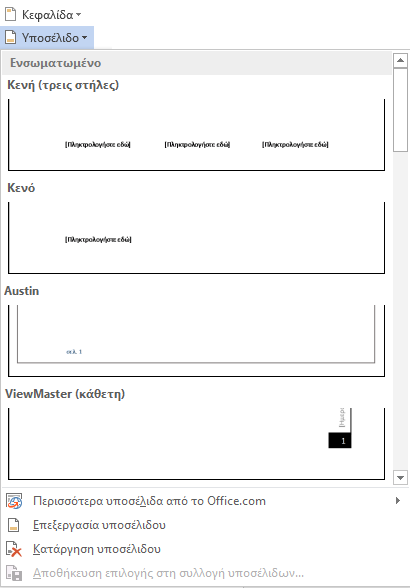 Κεφαλίδα
Υποσέλιδο
Ενσωματωμένο
Κενή (τρεις στήλες)
[Πληκτρολογήστε εδώ] [Πληκτρολογήστε εδώ] [Πληκτρολογήστε εδώ]
Κενό
[Πληκτρολογήστε εδώ]
Austin
σελ. 1
ViewMaster (κάθετη)
1
Περισσότερα υποσέλιδα από το Office.com
Επεξεργασία υποσέλιδου
Κατάργηση υποσέλιδου
Αποθήκευση επιλογής στη συλλογή υποσέλιδων...